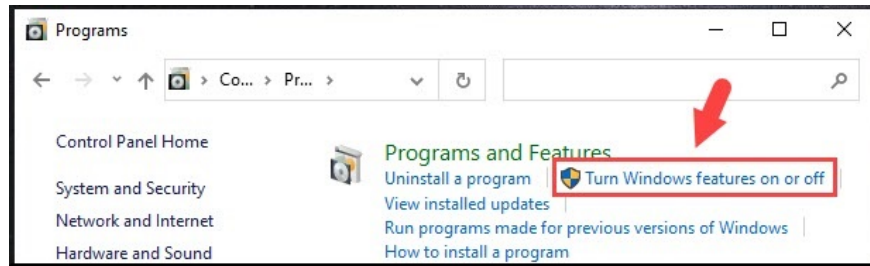 Programs
Co... > Pr... >
Control Panel Home
System and Security
Network and Internet
Hardware and Sound
Programs and Features
Uninstall a program
Turn Windows features on or off
View installed updates
Run programs made for previous versions of Windows
How to install a program